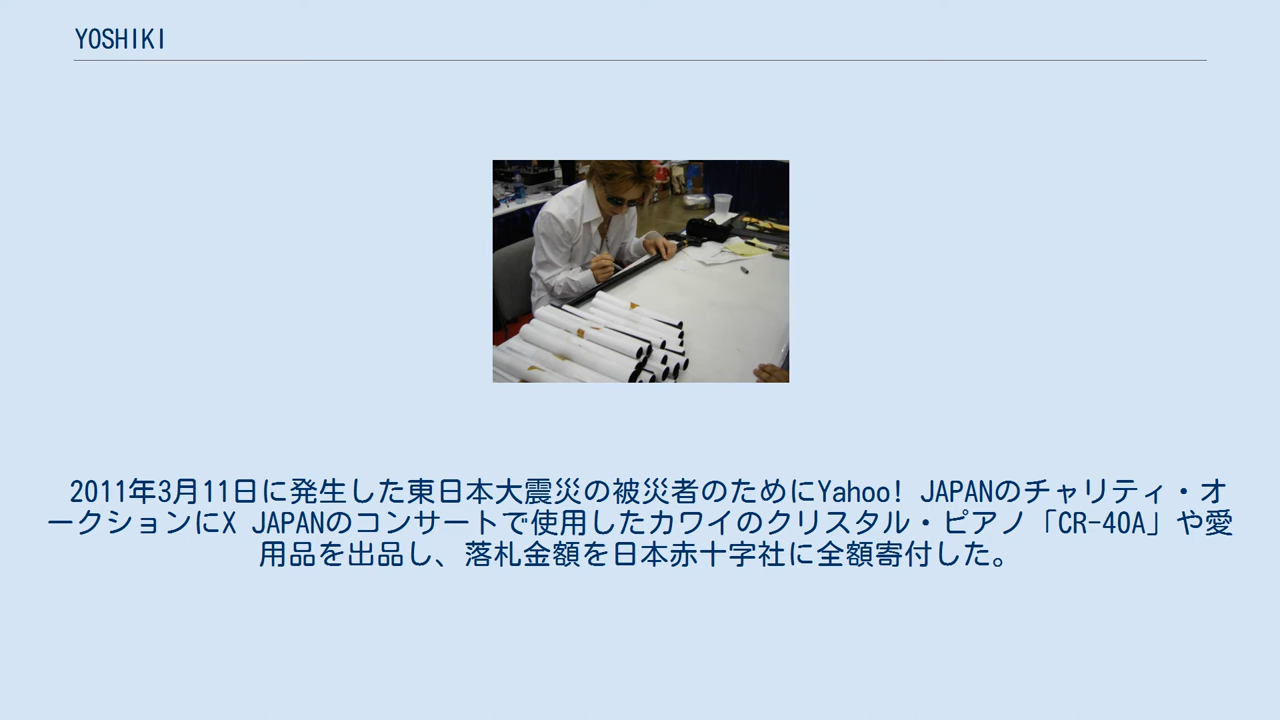 YOSHIKI
2011年3月11日に発生した東日本大震災の被災者のためにYahoo! JAPANのチャリティ・オ
ークションにX JAPANのコンサートで使用したカワイのクリスタル・ピアノ「CR-40A」や愛
用品を出品し、落札金額を日本赤十字社に全額寄付した。